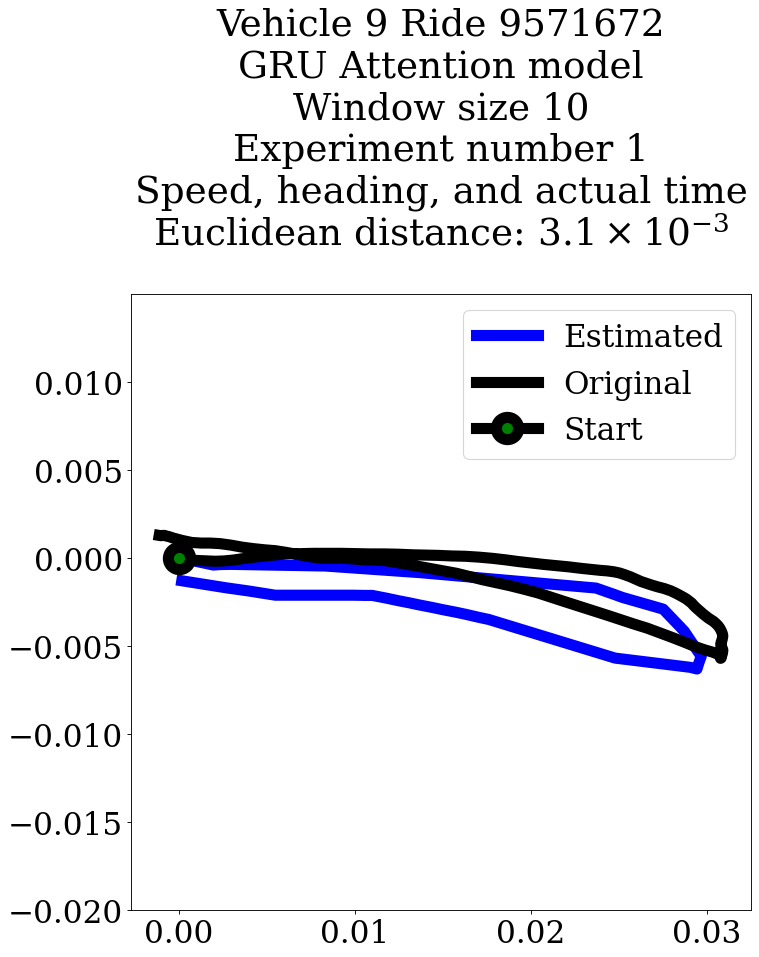 Vehicle 9 Ride 9571672
GRU Attention model
Window size 10
Experiment number 1
Speed, heading, and actual time
Euclidean distance: 3.1 × 10⁻³
Estimated
Original
Start
0.010
0.005
0.000
−0.005
−0.010
−0.015
−0.020
0.00 0.01 0.02 0.03